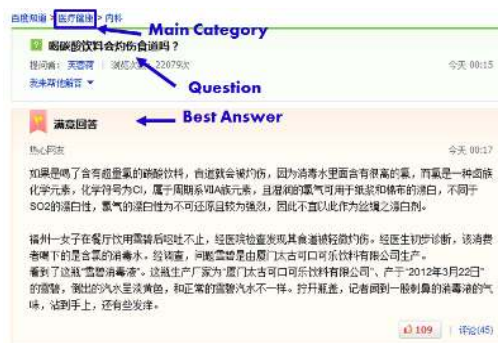 百度知道 > 医疗健康 > 内科
Main Category
喝碳酸饮料会灼伤食道吗？
提问者： 芙蓉荷 | 浏览次数：22079次
今天 00:15
我来帮他解答
Question
满意回答
Best Answer
热心网友
今天 00:17
如果是喝了含有超量氯的碳酸饮料，食道就会被灼伤，因为消毒水里面含有很高的氯，而氯是一种卤族
化学元素，化学符号为Cl，属于周期系ⅦA族元素，且湿润的氯气可用于纸浆和棉布的漂白，不同于
SO2的漂白性，氯气的漂白性为不可还原且较为强烈，因此不宜以此作为丝绸之漂白剂。
福州一女子在餐厅饮用雪碧后呕吐不止，经医院检查发现其食道被轻微灼伤。经医生初步诊断，该消费
者喝下的是含氯的消毒水。经调查，问题雪碧是由厦门太古可口可乐饮料有限公司生产。
看到了这瓶“雪碧消毒液”。这瓶生产厂家为“厦门太古可口可乐饮料有限公司”、产于“2012年3月22日”
的雪碧，倒出的汽水呈淡黄色，和正常的雪碧汽水不一样。拧开瓶盖，记者闻到一股刺鼻的消毒液的气
味，沾到手上，还有些发痒。
109 | 评论(45)